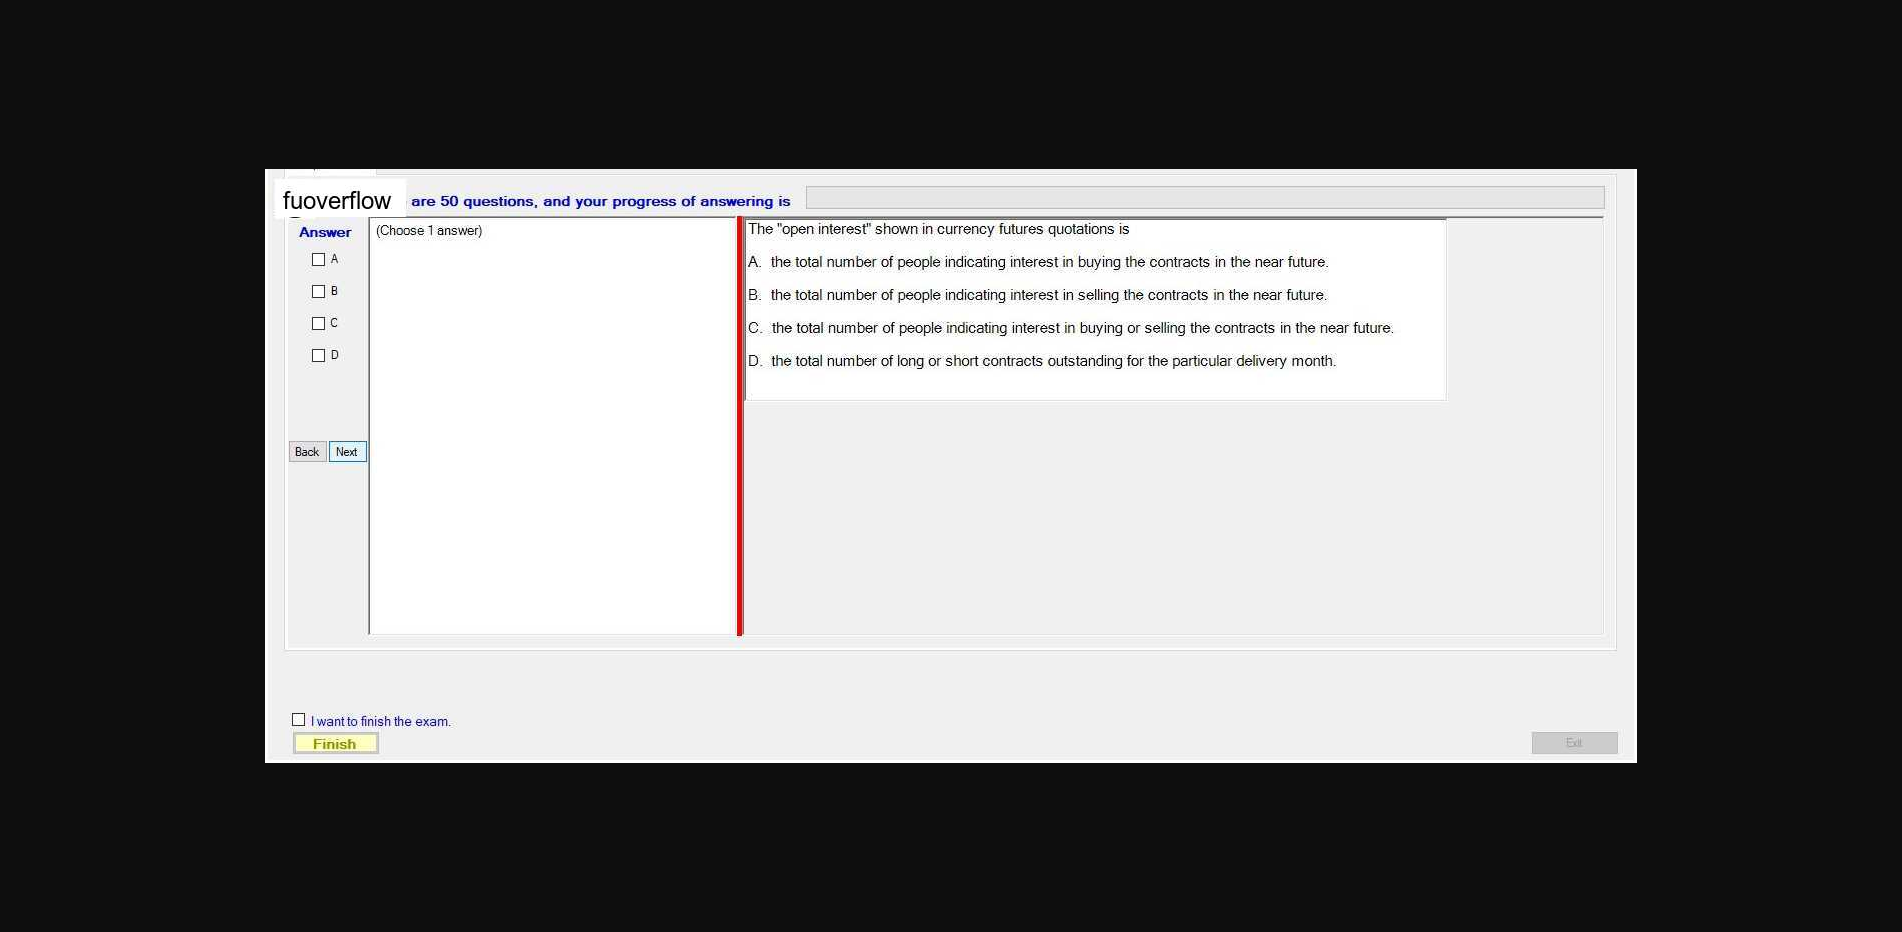 fuoverflow are 50 questions, and your progress of answering is
Answer
(Choose 1 answer)
A
B
C
D
Back Next
The "open interest" shown in currency futures quotations is
A. the total number of people indicating interest in buying the contracts in the near future.
B. the total number of people indicating interest in selling the contracts in the near future.
C. the total number of people indicating interest in buying or selling the contracts in the near future.
D. the total number of long or short contracts outstanding for the particular delivery month.
I want to finish the exam.
Finish
Exit